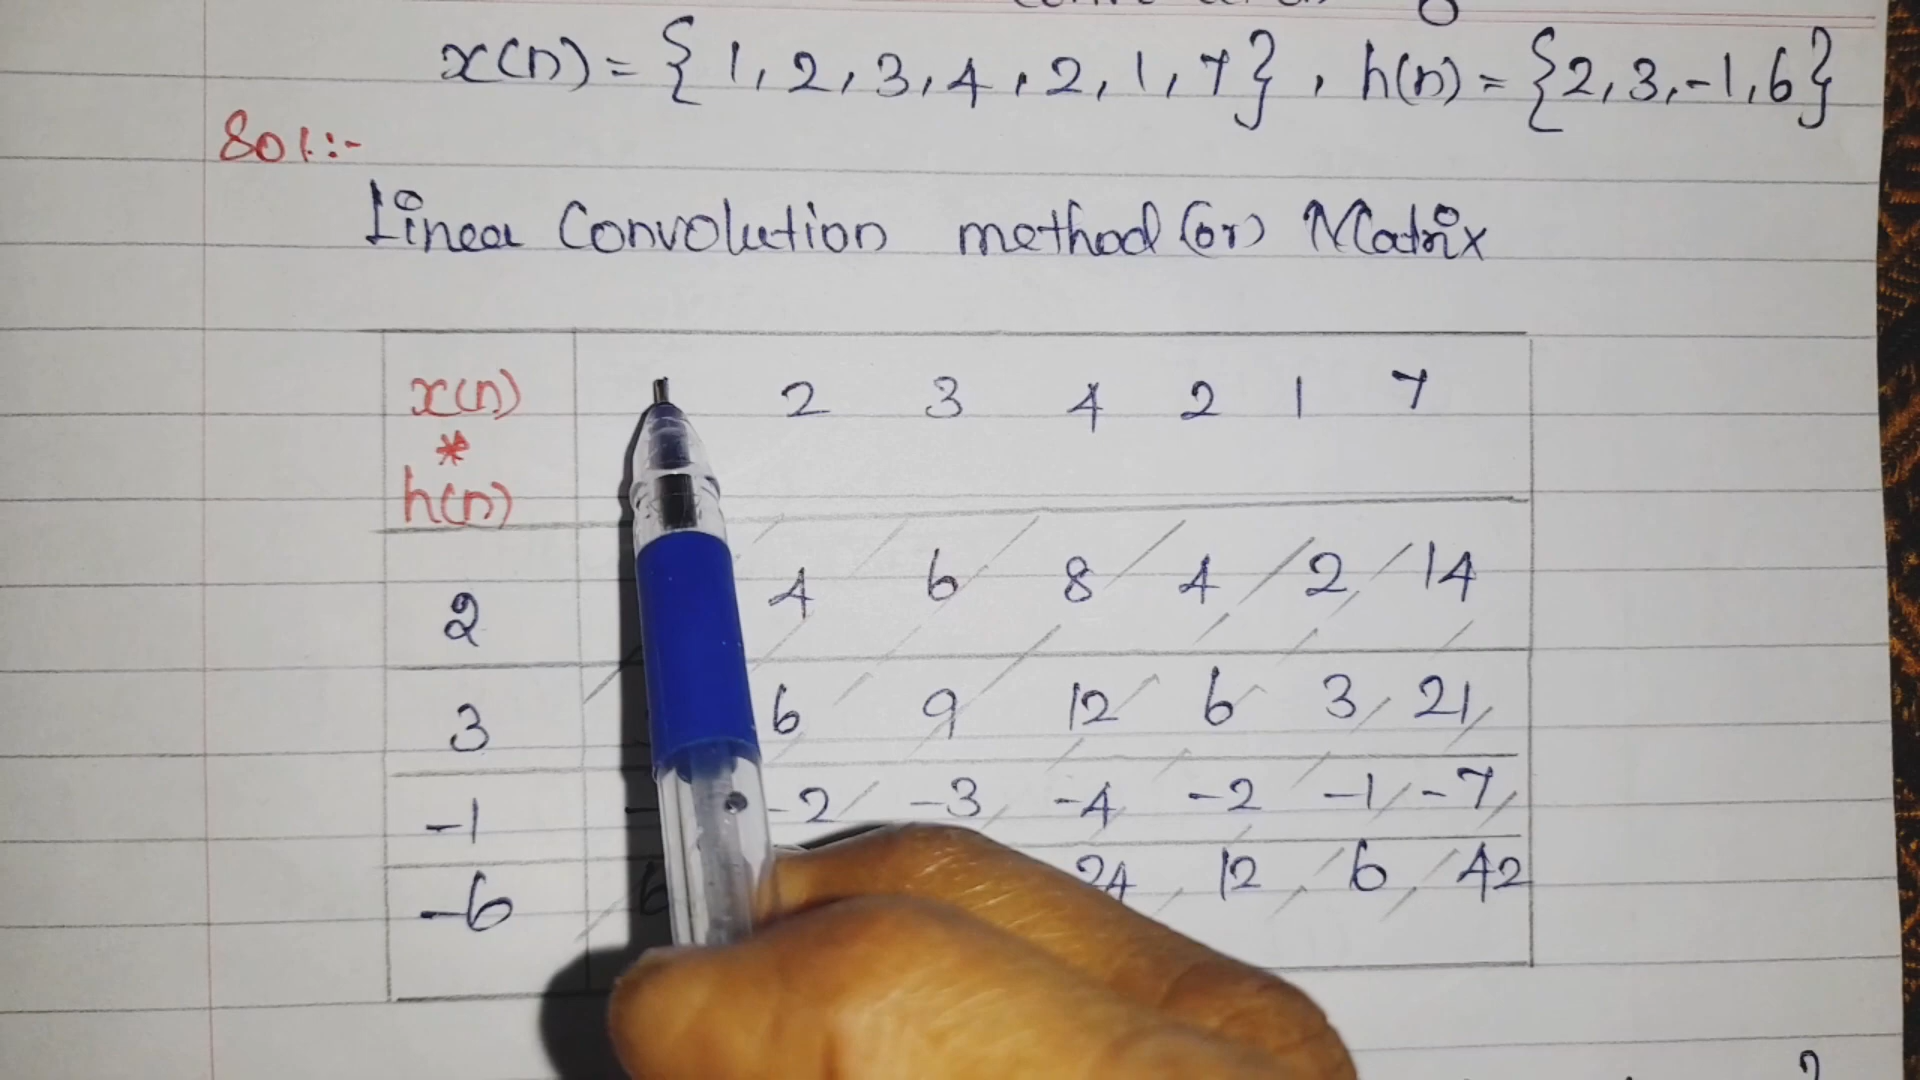 x(n) = { 1, 2, 3, 4, 2, 1, 7 }, h(n) = { 2, 3, -1, 6 }
Sol:-
Linear Convolution method (or) Matrix
x(n) 2 3 4 2 1 7
*
h(n)
2 4 6 8 4 2 14
3 6 9 12 6 3 21
-1 -2 -3 -4 -2 -1 -7
-6 6 24 12 6 42